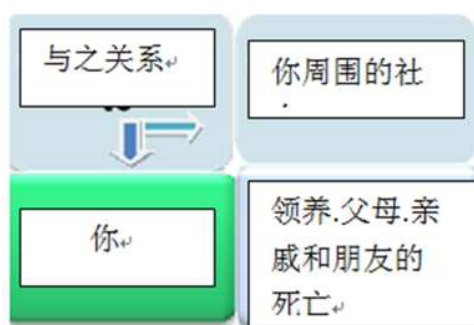 与之关系
你周围的社
你
领养.父母.亲
戚和朋友的
死亡